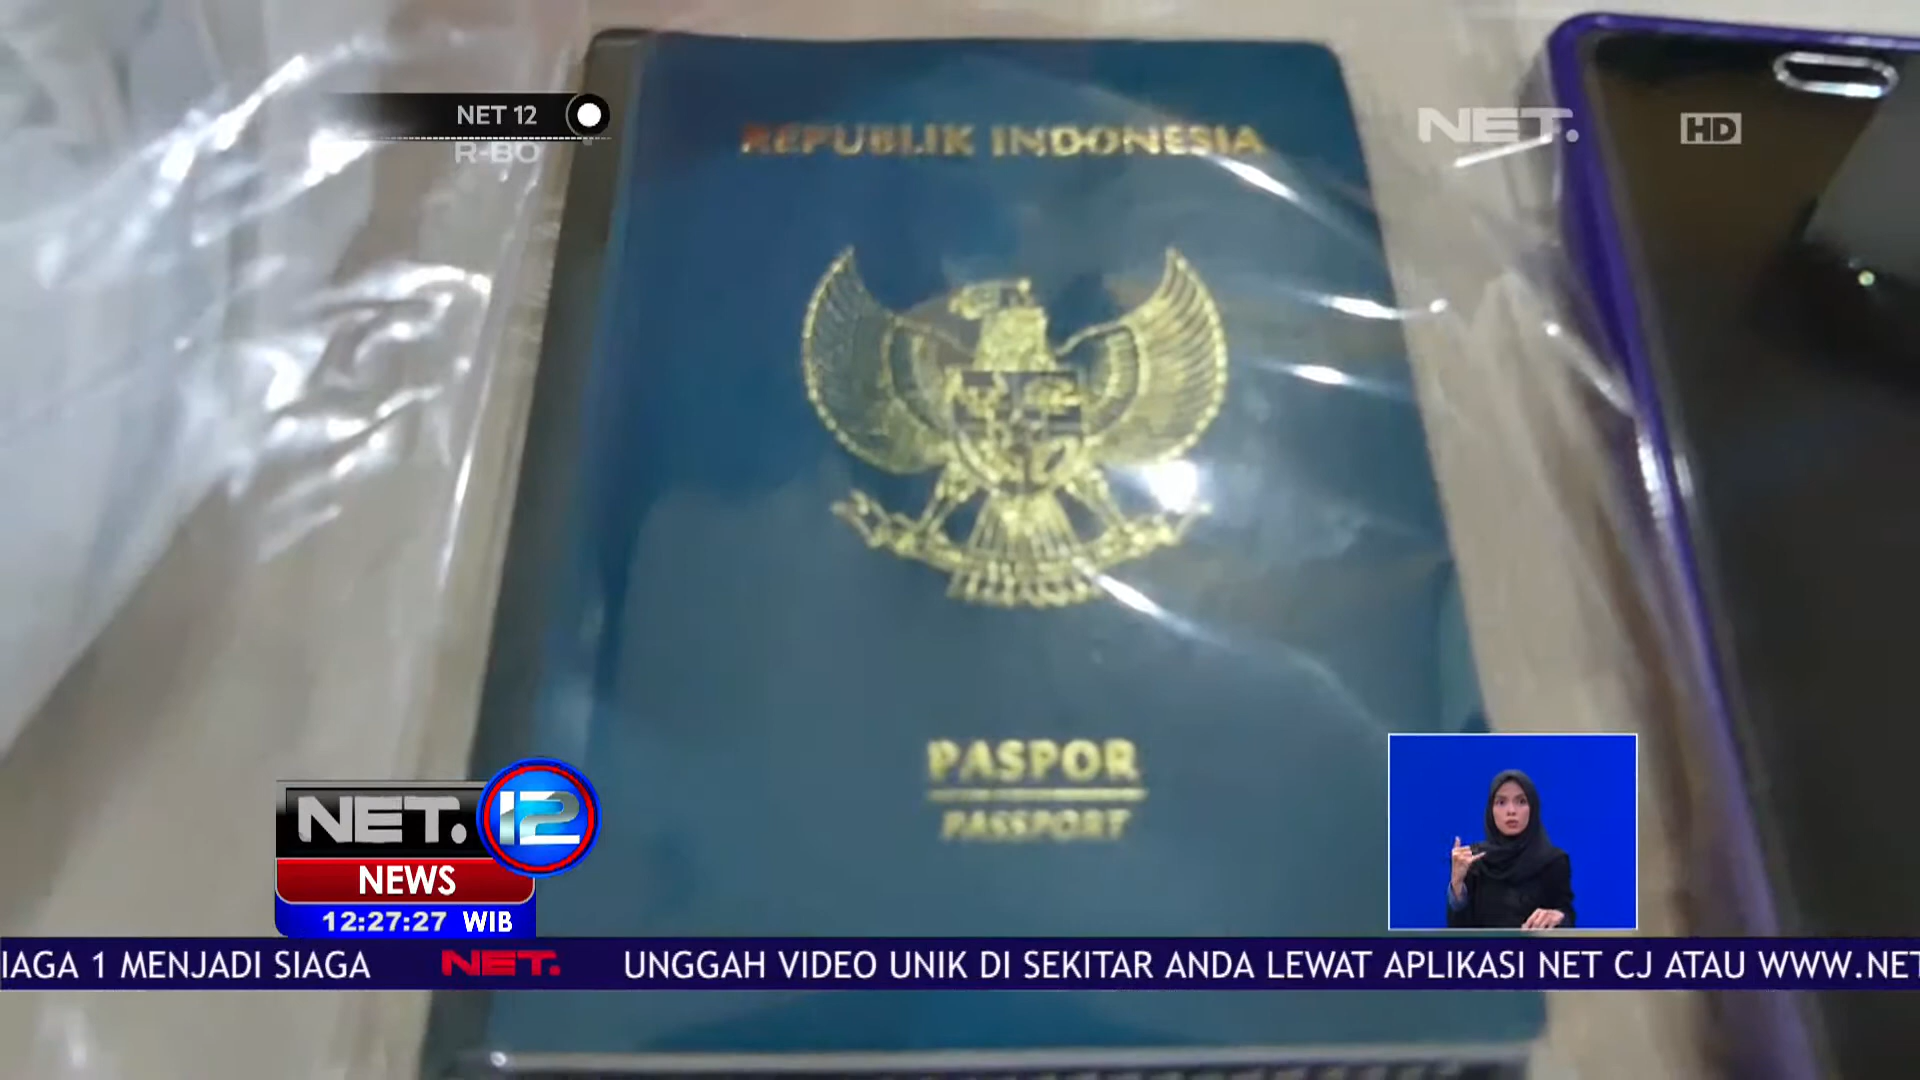 NET 12
R-BO
NET.
HD
REPUBLIK INDONESIA
PASPOR
PASSPORT
NET. 12
NEWS
12:27:27 WIB
IAGA 1 MENJADI SIAGA NET. UNGGAH VIDEO UNIK DI SEKITAR ANDA LEWAT APLIKASI NET CJ ATAU WWW.NET